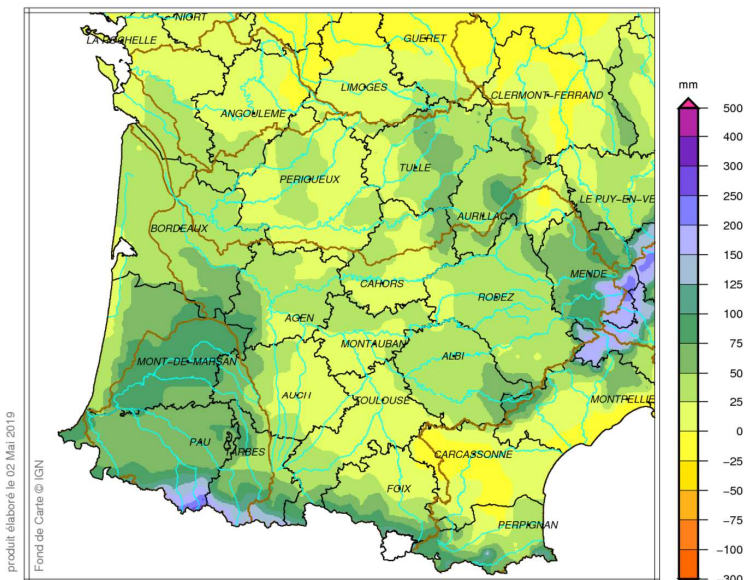 NIORT
LA ROCHELLE
GUERET
LIMOGES
CLERMONT-FERRAND
ANGOULEME
TULLE
PERIGUEUX
LE PUY-EN-VE
AURILLAC
BORDEAUX
MENDE
CAHORS
RODEZ
AGEN
MONTAUBAN
ALBI
MONT-DE-MARSAN
AUCH
TOULOUSE
MONTPELLIE
PAU
TARBES
CARCASSONNE
FOIX
PERPIGNAN
mm
500
400
300
250
200
150
125
100
75
50
25
0
-25
-50
-75
-100
-300
produit élaboré le 02 Mai 2019
Fond de Carte © IGN